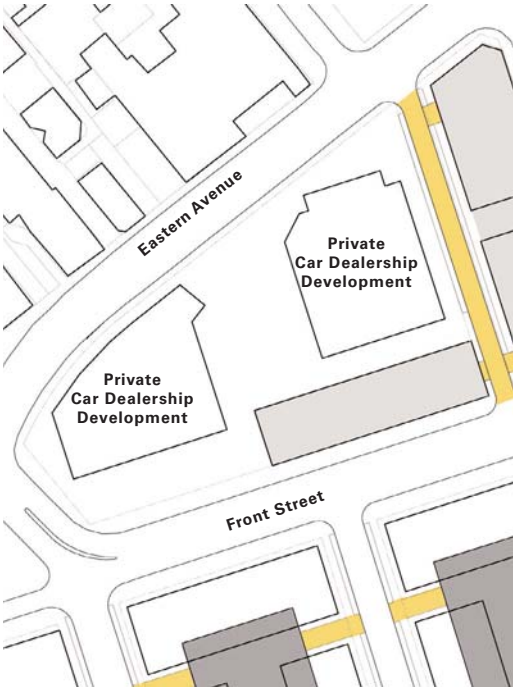 Eastern Avenue
Private
Car Dealership
Development
Private
Car Dealership
Development
Front Street